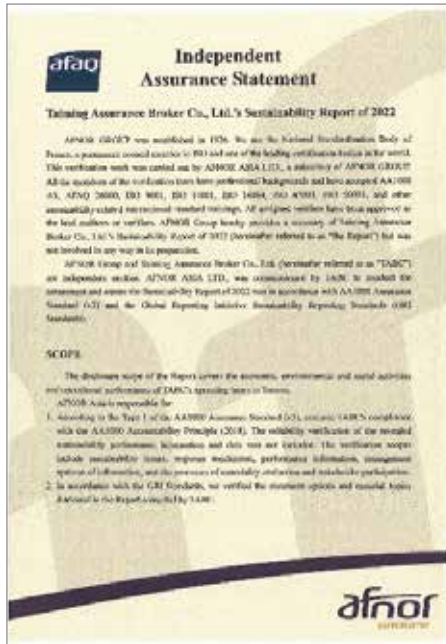 afaq
Independent
Assurance Statement
Taining Assurance Broker Co., Ltd.'s Sustainability Report of 2022
AFNOR GROUP was established in 1926. We are the National Standardization Body of
France, a permanent council member in ISO and one of the leading certification bodies in the world.
This verification work was carried out by AFNOR ASIA LTD., a subsidiary of AFNOR GROUP.
All the members of the verification team have professional backgrounds and have accepted AA1000
AS, AFAQ 26000, ISO 9001, ISO 14001, ISO 14064, ISO 45001, ISO 50001, and other
sustainability-related international standard trainings. All assigned verifiers have been approved as
the lead auditors or verifiers. AFNOR Group hereby provides a summary of Taining Assurance
Broker Co., Ltd.'s Sustainability Report of 2022 (hereinafter referred to as "the Report") but was
not involved in any way in its preparation.
AFNOR Group and Taining Assurance Broker Co., Ltd. (hereinafter referred to as
are independent entities. AFNOR ASIA LTD. was commissioned by to conduct the
assessment and assure the Sustainability Report of 2022 was in accordance with AA1000 Assurance
Standard (v3) and the Global Reporting Initiative Sustainability Reporting Standards (GRI
Standards).
SCOPE
The disclosure scope of the Report covers the economic, environmental and social activities
and operational performance of operating in Taiwan.
AFNOR Asia is responsible for:
1. According to the Type 1 of the AA1000 Assurance Standard (v3), compliance
with the AA1000 Accountability Principle (2018). The reliability verification of the revealed
sustainability performance information and data was not included. The verification scopes
include sustainability issues, response mechanism, performance information, management
system of information, and the processes of materiality evaluation and stakeholder participation.
2. In accordance with the GRI Standards, we verified the statement options and material topics
disclosed in the Report compiled by
afnor